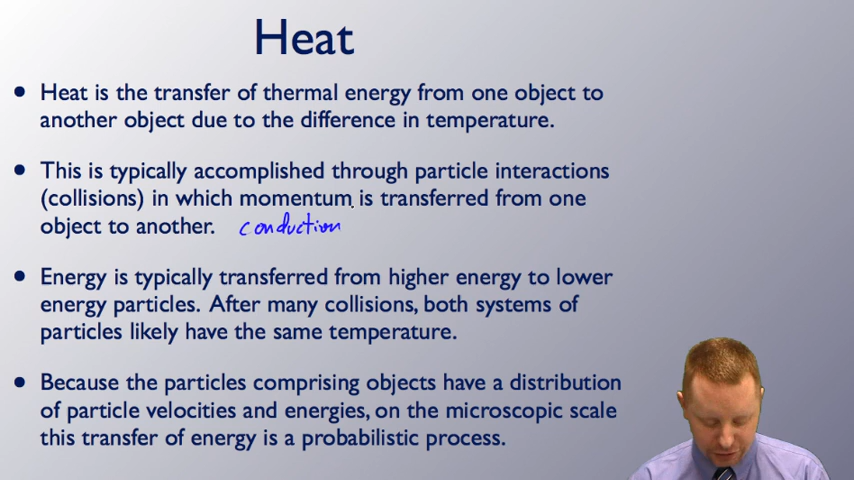 Heat
• Heat is the transfer of thermal energy from one object to
another object due to the difference in temperature.
• This is typically accomplished through particle interactions
(collisions) in which momentum is transferred from one
object to another. conduction
• Energy is typically transferred from higher energy to lower
energy particles. After many collisions, both systems of
particles likely have the same temperature.
• Because the particles comprising objects have a distribution
of particle velocities and energies, on the microscopic scale
this transfer of energy is a probabilistic process.